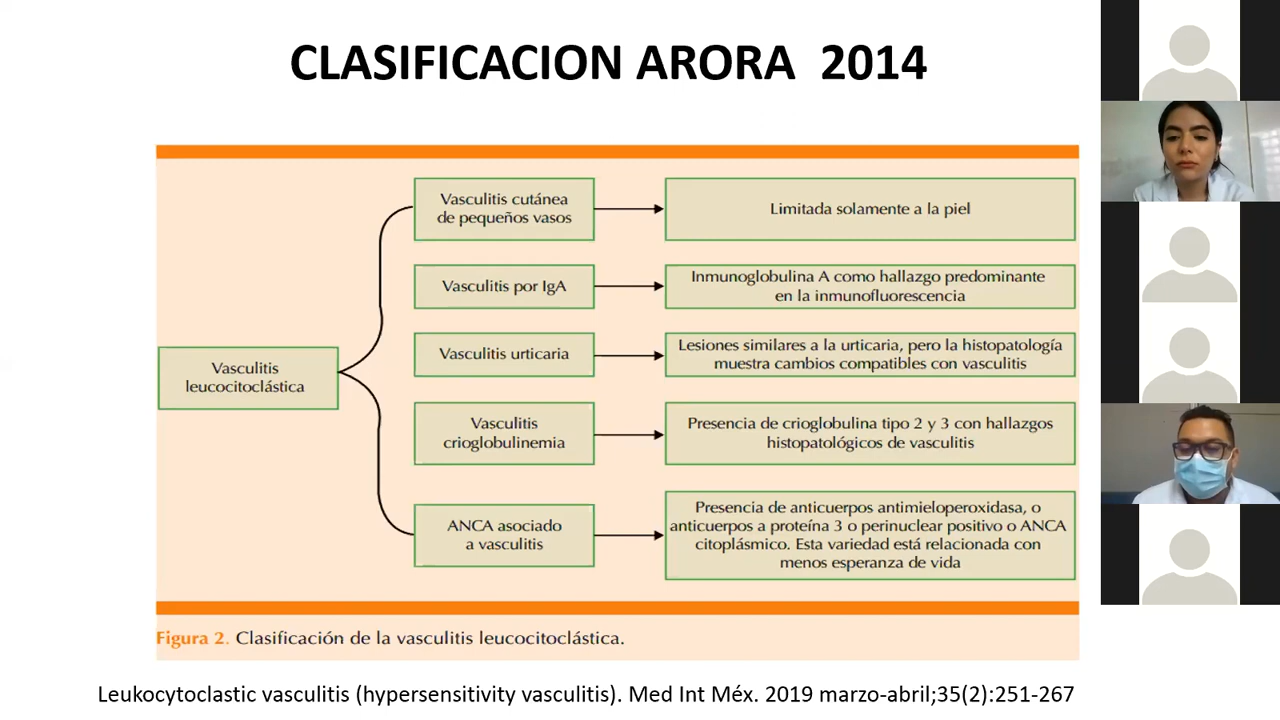 CLASIFICACION ARORA 2014
Vasculitis
leucocitoclástica
Vasculitis cutánea
de pequeños vasos
Limitada solamente a la piel
Vasculitis por IgA
Inmunoglobulina A como hallazgo predominante
en la inmunofluorescencia
Vasculitis urticaria
Lesiones similares a la urticaria, pero la histopatología
muestra cambios compatibles con vasculitis
Vasculitis
crioglobulinemia
Presencia de crioglobulina tipo 2 y 3 con hallazgos
histopatológicos de vasculitis
ANCA asociado
a vasculitis
Presencia de anticuerpos antimieloperoxidasa, o
anticuerpos a proteína 3 o perinuclear positivo o ANCA
citoplásmico. Esta variedad está relacionada con
menos esperanza de vida
Figura 2. Clasificación de la vasculitis leucocitoclástica.
Leukocytoclastic vasculitis (hypersensitivity vasculitis). Med Int Méx. 2019 marzo-abril;35(2):251-267